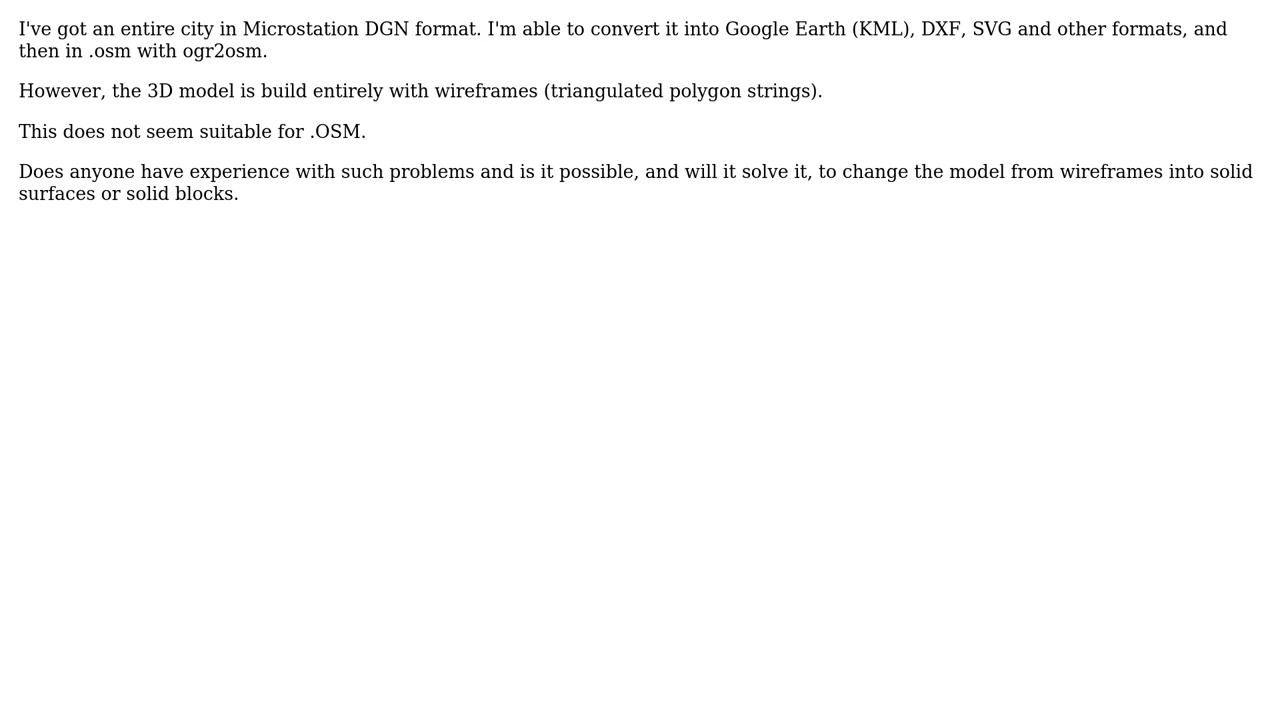 I've got an entire city in Microstation DGN format. I'm able to convert it into Google Earth (KML), DXF, SVG and other formats, and
then in .osm with ogr2osm.
However, the 3D model is build entirely with wireframes (triangulated polygon strings).
This does not seem suitable for .OSM.
Does anyone have experience with such problems and is it possible, and will it solve it, to change the model from wireframes into solid
surfaces or solid blocks.